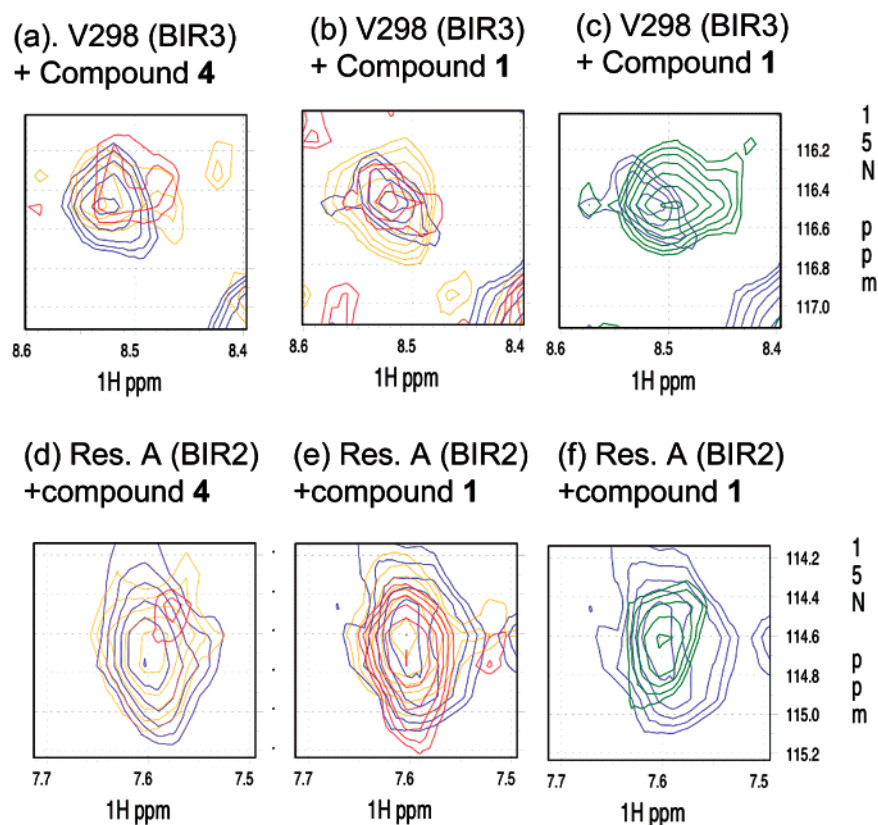 (a). V298 (BIR3)
+ Compound 4
(b) V298 (BIR3)
+ Compound 1
(c) V298 (BIR3)
+ Compound 1
8.6 8.5 8.4
1H ppm
8.6 8.5 8.4
1H ppm
8.6 8.5 8.4
1H ppm
116.2
116.4
116.6
116.8
117.0
15N ppm
(d) Res. A (BIR2)
+compound 4
(e) Res. A (BIR2)
+compound 1
(f) Res. A (BIR2)
+compound 1
7.7 7.6 7.5
1H ppm
7.7 7.6 7.5
1H ppm
7.7 7.6 7.5
1H ppm
114.2
114.4
114.6
114.8
115.0
115.2
15N ppm